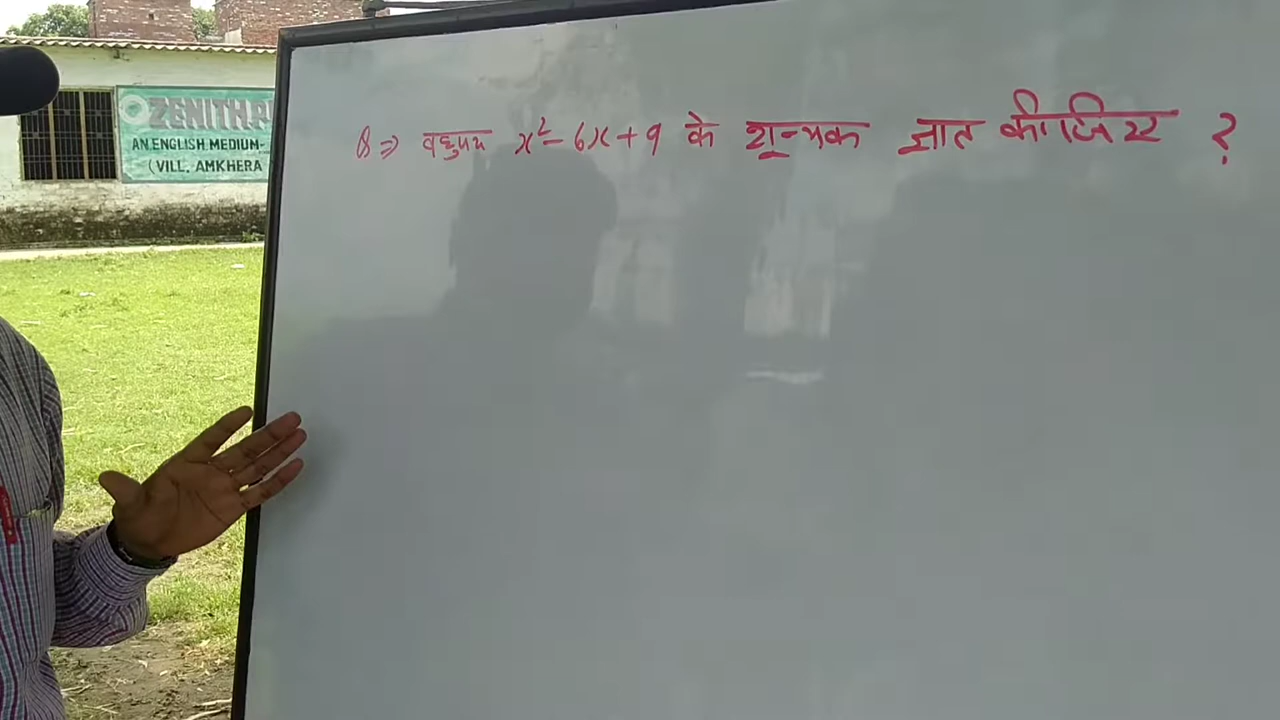 ZENITH P
AN ENGLISH MEDIUM-
(VILL. AMKHERA
Q ⇒ बहुपद x² - 6x + 9 के शून्यक ज्ञात कीजिए ?